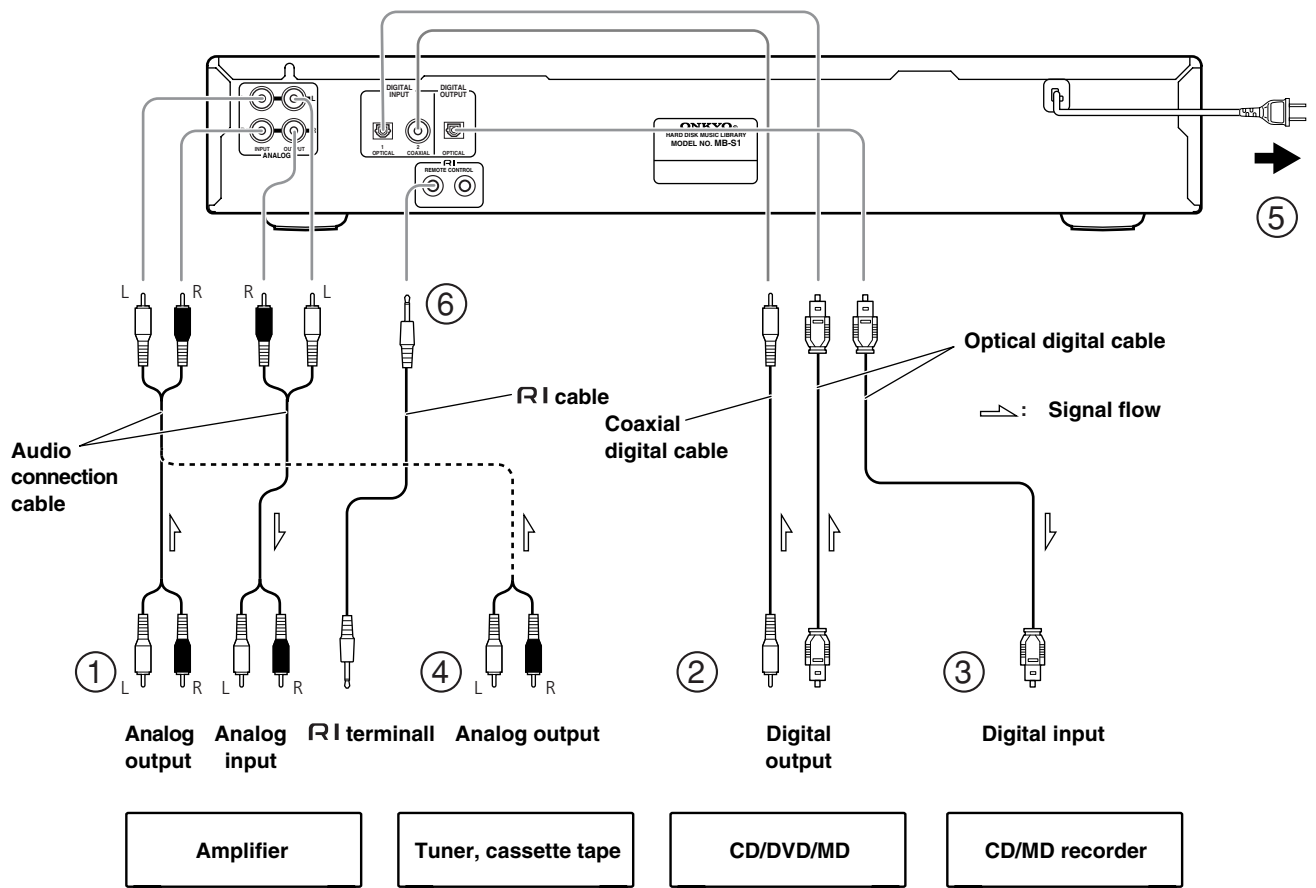 DIGITAL INPUT
DIGITAL OUTPUT
L
R
INPUT OUTPUT
ANALOG
1 OPTICAL
2 COAXIAL
OPTICAL
RI
REMOTE CONTROL
ONKYO®
HARD DISK MUSIC LIBRARY
MODEL NO. MB-S1
5
L R R L
6
Optical digital cable
RI cable
Coaxial
digital cable
: Signal flow
Audio
connection
cable
1 L R L R
4 L R
2
3
Analog
output
Analog
input
RI terminall
Analog output
Digital
output
Digital input
Amplifier
Tuner, cassette tape
CD/DVD/MD
CD/MD recorder